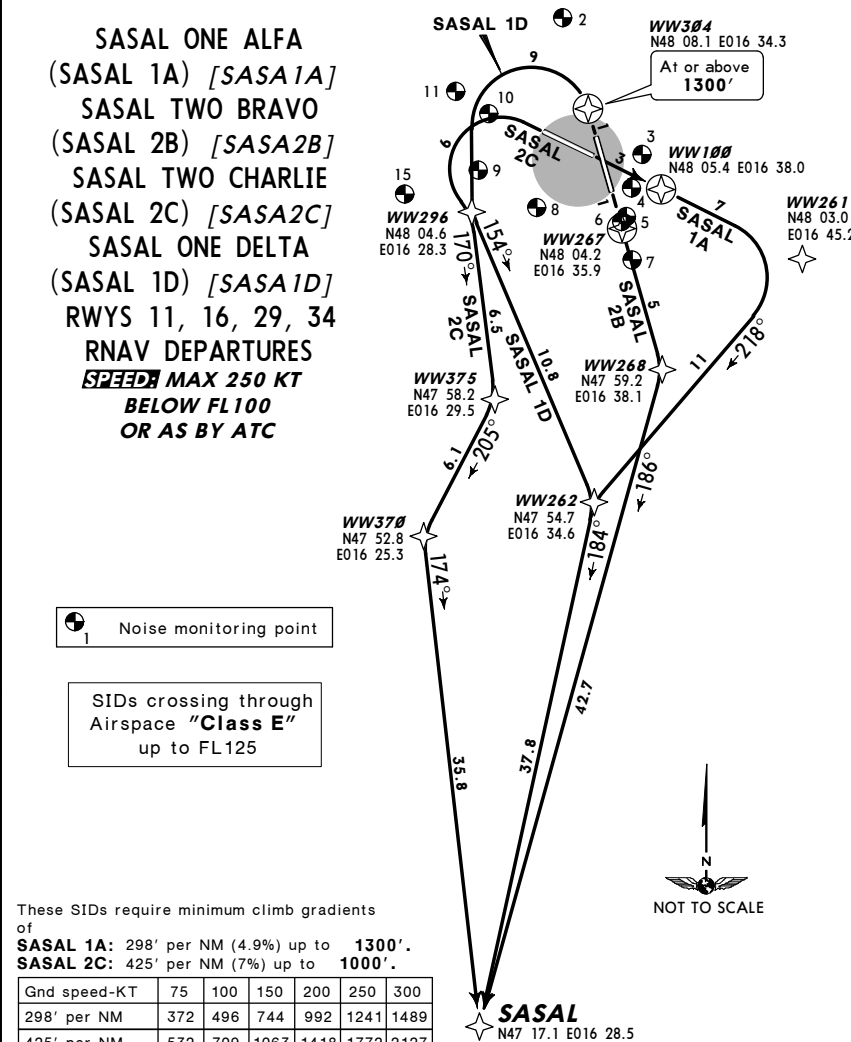 SASAL ONE ALFA
(SASAL 1A) [SASA1A]
SASAL TWO BRAVO
(SASAL 2B) [SASA2B]
SASAL TWO CHARLIE
(SASAL 2C) [SASA2C]
SASAL ONE DELTA
(SASAL 1D) [SASA1D]
RWYS 11, 16, 29, 34
RNAV DEPARTURES
SPEED: MAX 250 KT
BELOW FL100
OR AS BY ATC
SASAL 1D
2
WW304
N48 08.1 E016 34.3
At or above
1300'
9
11
10
SASAL
2C
6
3
3
WW100
N48 05.4 E016 38.0
15
9
8
4
5
6
7
SASAL
1A
7
WW261
N48 03.0
E016 45.2
WW296
N48 04.6
E016 28.3
WW267
N48 04.2
E016 35.9
170°
154°
SASAL
2C
6.5
SASAL 1D
10.8
SASAL
2B
5
WW268
N47 59.2
E016 38.1
11
218°
WW375
N47 58.2
E016 29.5
6.1
205°
186°
WW262
N47 54.7
E016 34.6
184°
WW370
N47 52.8
E016 25.3
174°
1 Noise monitoring point
SIDs crossing through
Airspace "Class E"
up to FL125
35.8
37.8
42.7
N
NOT TO SCALE
These SIDs require minimum climb gradients
of
SASAL 1A: 298' per NM (4.9%) up to 1300'.
SASAL 2C: 425' per NM (7%) up to 1000'.
Gnd speed-KT 75 100 150 200 250 300
298' per NM 372 496 744 992 1241 1489
425' per NM 532 709 1063 1418 1772 2127
SASAL
N47 17.1 E016 28.5